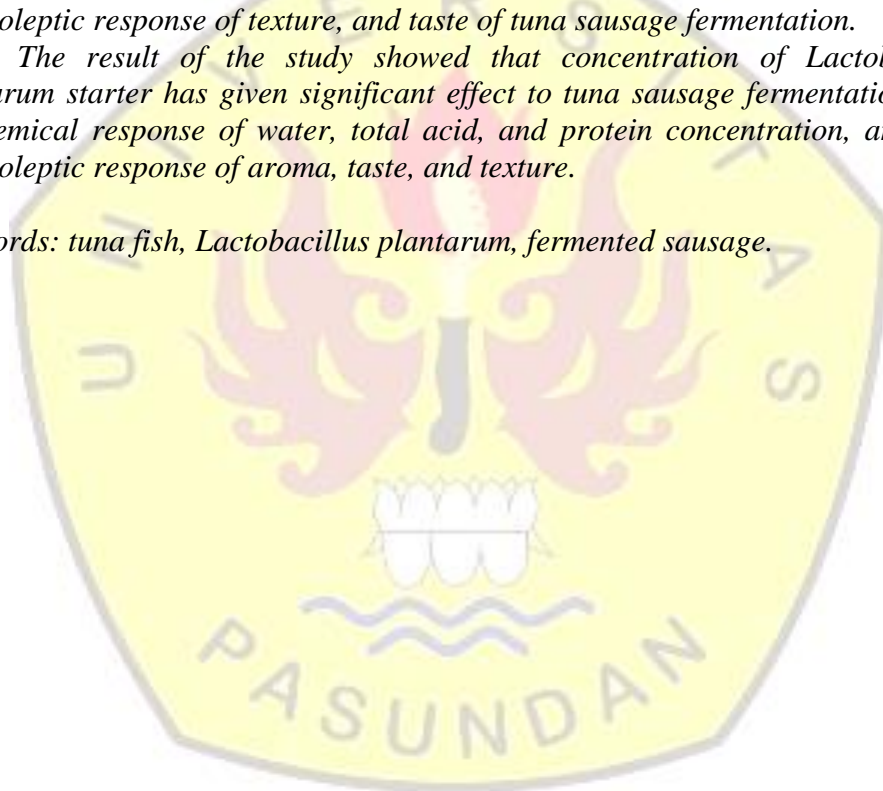 oleptic response of texture, and taste of tuna sausage fermentation.
The result of the study showed that concentration of Lactob
arum starter has given significant effect to tuna sausage fermentatio
emical response of water, total acid, and protein concentration, a
oleptic response of aroma, taste, and texture.
ords: tuna fish, Lactobacillus plantarum, fermented sausage.
UNIVERSITAS
PASUNDAN